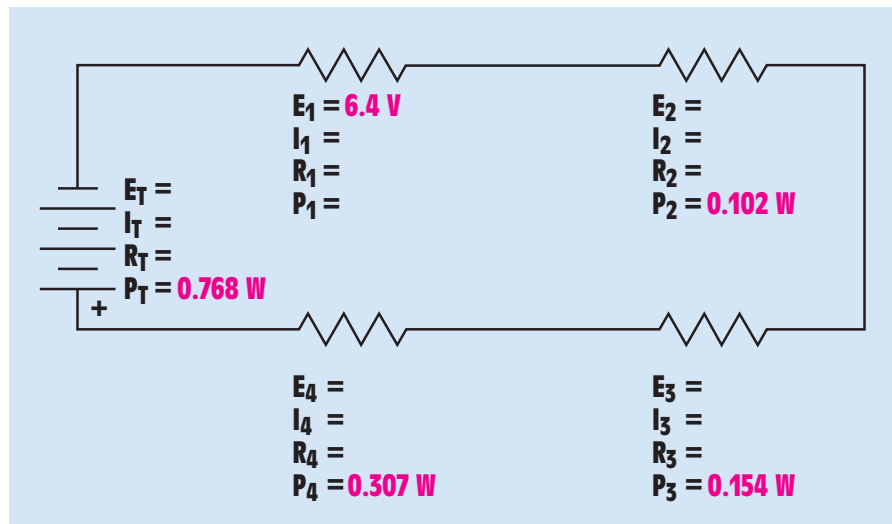 E1 = 6.4 V
I1 =
R1 =
P1 =
E2 =
I2 =
R2 =
P2 = 0.102 W
ET =
IT =
RT =
PT = 0.768 W
+
E4 =
I4 =
R4 =
P4 = 0.307 W
E3 =
I3 =
R3 =
P3 = 0.154 W